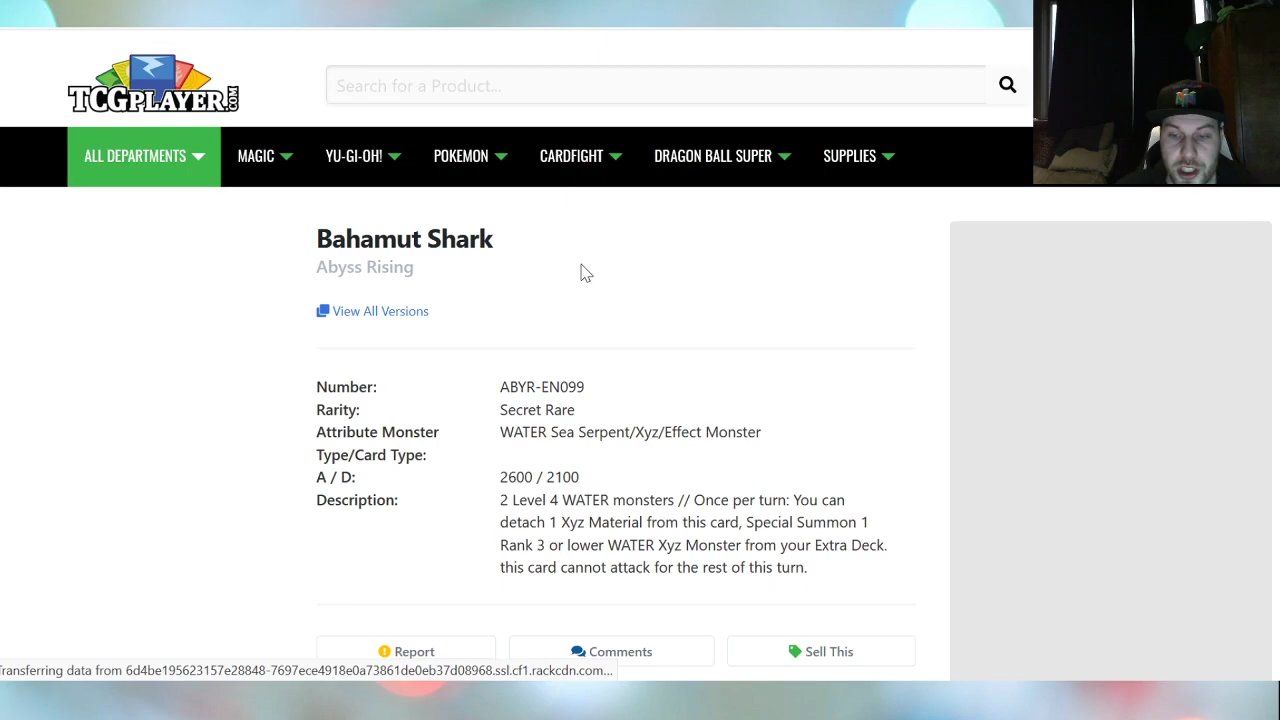 TCGPLAYER.COM
Search for a Product...
ALL DEPARTMENTS
MAGIC
YU-GI-OH!
POKEMON
CARDFIGHT
DRAGON BALL SUPER
SUPPLIES
Bahamut Shark
Abyss Rising
View All Versions
Number: ABYR-EN099
Rarity: Secret Rare
Attribute Monster WATER Sea Serpent/Xyz/Effect Monster
Type/Card Type:
A / D: 2600 / 2100
Description: 2 Level 4 WATER monsters // Once per turn: You can
detach 1 Xyz Material from this card, Special Summon 1
Rank 3 or lower WATER Xyz Monster from your Extra Deck.
this card cannot attack for the rest of this turn.
Report
Comments
Sell This
Transferring data from 6d4be195623157e28848-7697ece4918e0a73861de0eb37d08968.ssl.cf1.rackcdn.com...